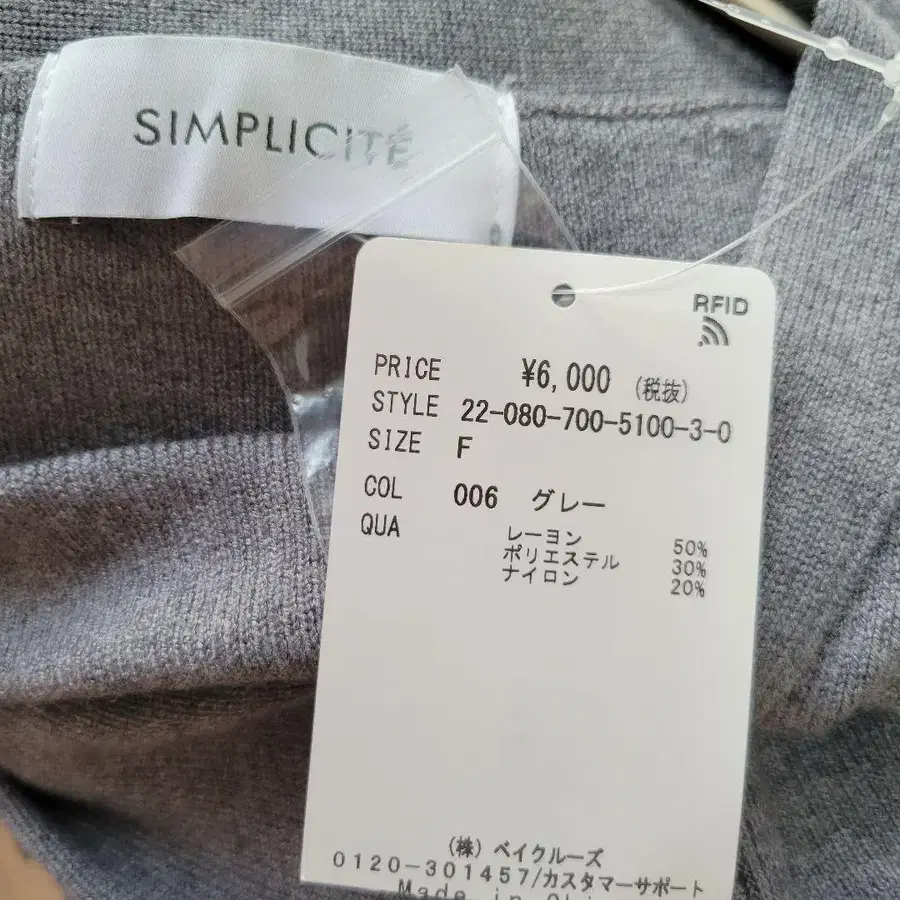 SIMPLICITÉ
RFID
PRICE ¥6,000 (税抜)
STYLE 22-080-700-5100-3-0
SIZE F
COL 006 グレー
QUA レーヨン 50%
ポリエステル 30%
ナイロン 20%
(株)ベイクルーズ
0120-301457/カスタマーサポート
Made in